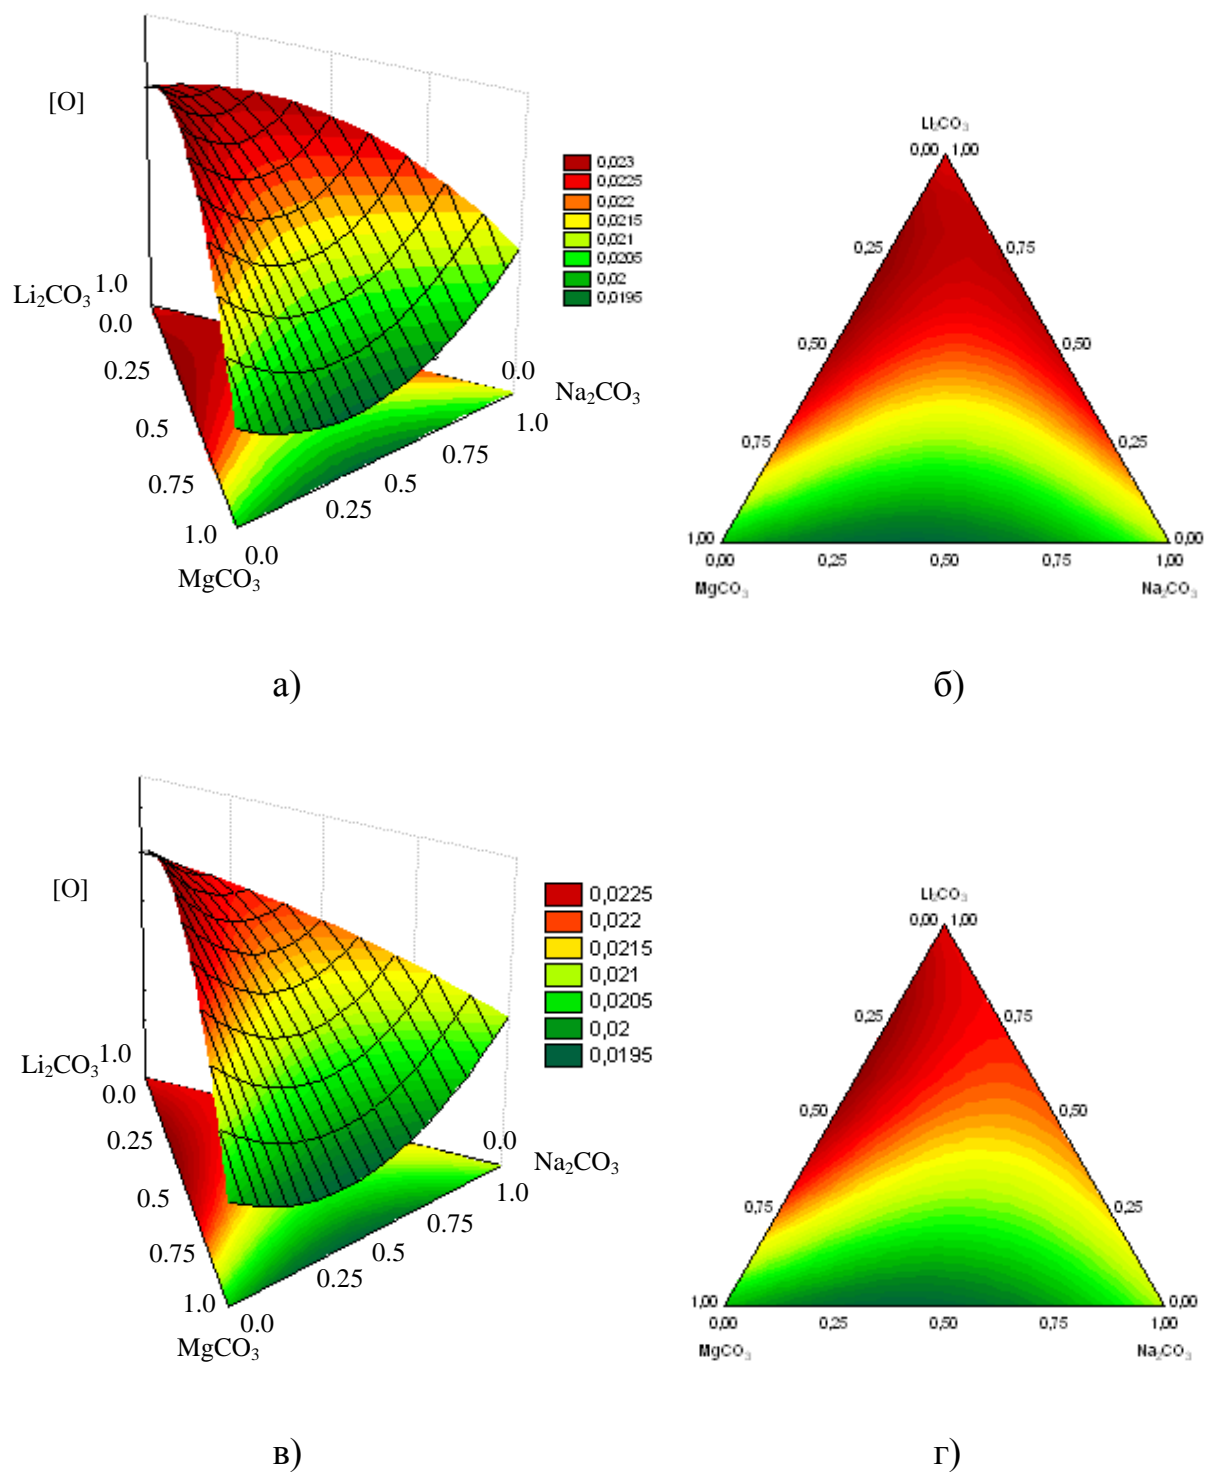 [O]
Li₂CO₃ 1.0
0.0
0.25
0.5
0.75
1.0
0.0
MgCO₃
0.25
0.5
0.75
1.0
0.0
Na₂CO₃
0,023
0,0225
0,022
0,0215
0,021
0,0205
0,02
0,0195
а)
Li₂CO₃
0,00 1,00
0,25 0,75
0,50 0,50
0,75 0,25
1,00 0,00
0,00 0,25 0,50 0,75 1,00
MgCO₃ Na₂CO₃
б)
[O]
Li₂CO₃ 1.0
0.0
0.25
0.5
0.75
1.0
0.0
MgCO₃
0.25
0.5
0.75
1.0
0.0
Na₂CO₃
0,0225
0,022
0,0215
0,021
0,0205
0,02
0,0195
в)
Li₂CO₃
0,00 1,00
0,25 0,75
0,50 0,50
0,75 0,25
1,00 0,00
0,00 0,25 0,50 0,75 1,00
MgCO₃ Na₂CO₃
г)